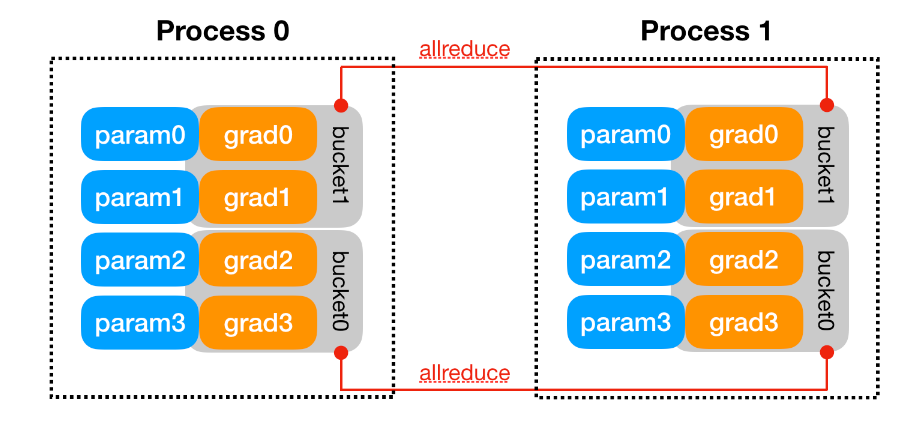 Process 0
Process 1
allreduce
param0 grad0
param1 grad1
bucket1
param2 grad2
param3 grad3
bucket0
param0 grad0
param1 grad1
bucket1
param2 grad2
param3 grad3
bucket0
allreduce